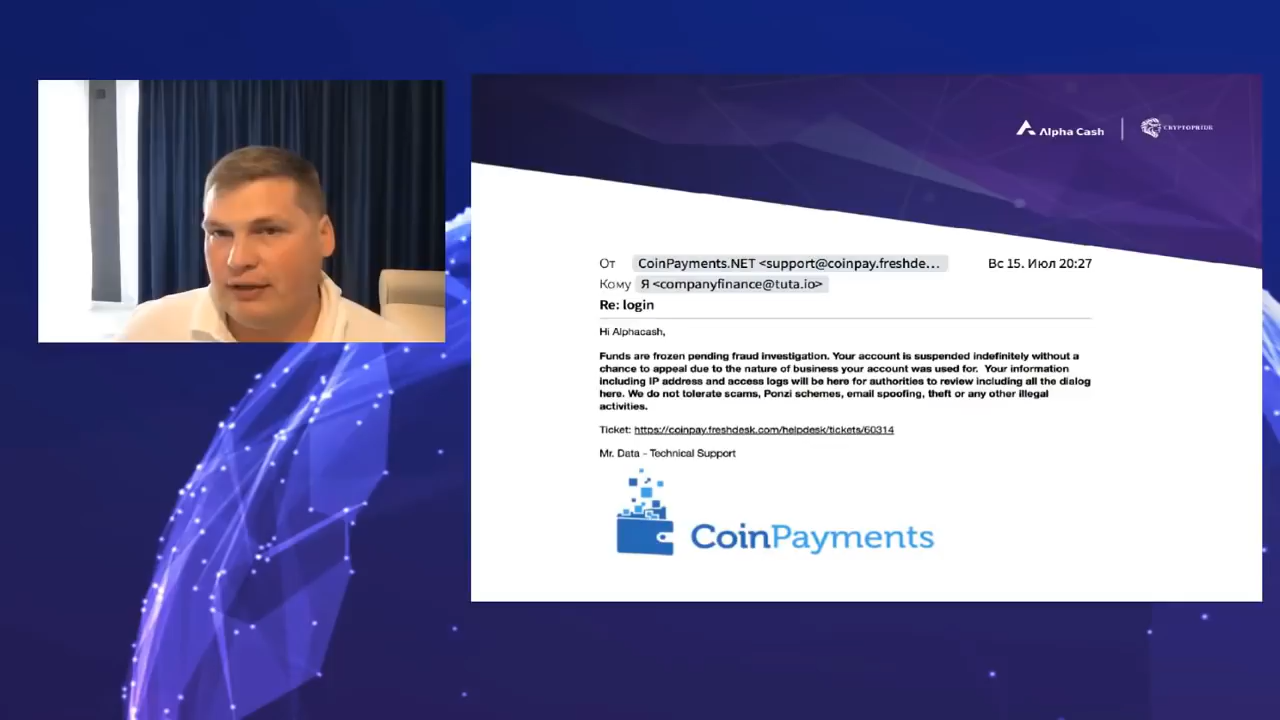 Alpha Cash
CRYPTOPRIDE
От CoinPayments.NET <support@coinpay.freshde... Вс 15. Июл 20:27
Кому Я <companyfinance@tuta.io>
Re: login
Hi Alphacash,
Funds are frozen pending fraud investigation. Your account is suspended indefinitely without a
chance to appeal due to the nature of business your account was used for. Your information
including IP address and access logs will be here for authorities to review including all the dialog
here. We do not tolerate scams, Ponzi schemes, email spoofing, theft or any other illegal
activities.
Ticket: https://coinpay.freshdesk.com/helpdesk/tickets/60314
Mr. Data - Technical Support
CoinPayments